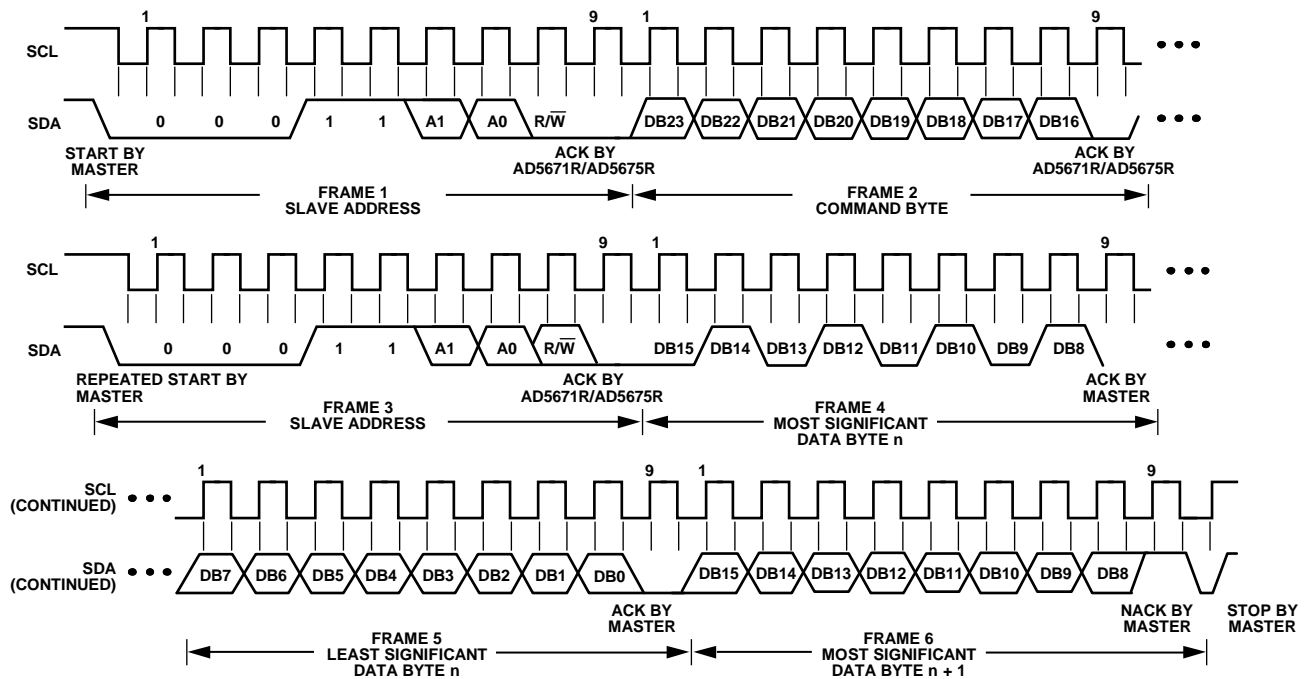 1 9 1 9
SCL
SDA 0 0 0 1 1 A1 A0 R/W̅ DB23 DB22 DB21 DB20 DB19 DB18 DB17 DB16
START BY
MASTER
ACK BY
AD5671R/AD5675R
ACK BY
AD5671R/AD5675R
FRAME 1
SLAVE ADDRESS
FRAME 2
COMMAND BYTE
1 9 1 9
SCL
SDA 0 0 0 1 1 A1 A0 R/W̅ DB15 DB14 DB13 DB12 DB11 DB10 DB9 DB8
REPEATED START BY
MASTER
ACK BY
AD5671R/AD5675R
ACK BY
MASTER
FRAME 3
SLAVE ADDRESS
FRAME 4
MOST SIGNIFICANT
DATA BYTE n
1 9 1 9
SCL
(CONTINUED)
SDA
(CONTINUED)
DB7 DB6 DB5 DB4 DB3 DB2 DB1 DB0 DB15 DB14 DB13 DB12 DB11 DB10 DB9 DB8
ACK BY
MASTER
NACK BY
MASTER
STOP BY
MASTER
FRAME 5
LEAST SIGNIFICANT
DATA BYTE n
FRAME 6
MOST SIGNIFICANT
DATA BYTE n + 1